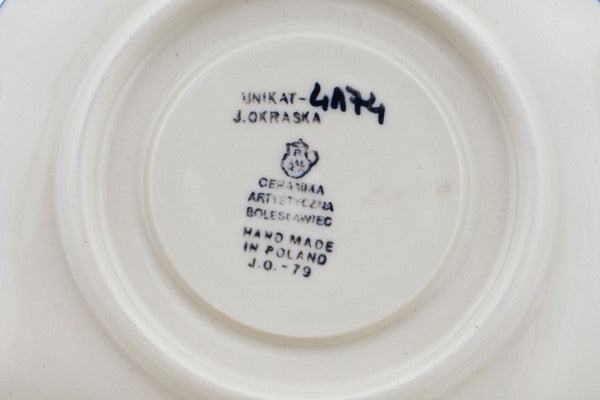 UNIKAT- 4174
J.OKRASKA
CERAMIKA
ARTYSTYCZNA
BOLESŁAWIEC
HAND MADE
IN POLAND
J.O.-79